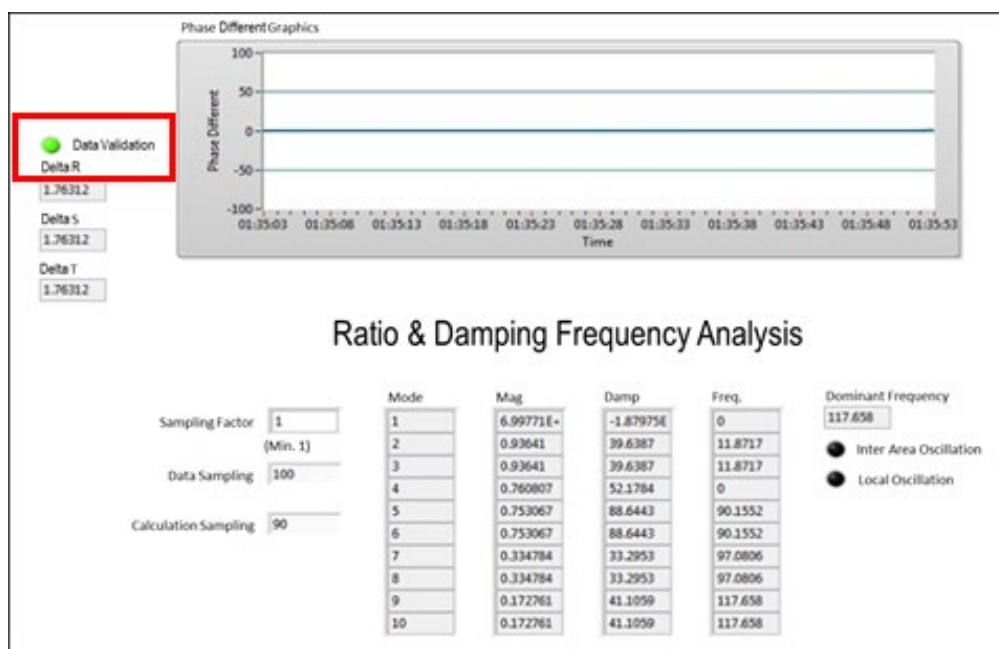 Phase Different Graphics
100
50
0
-50
-100
Phase Different
01:35:03 01:35:08 01:35:13 01:35:18 01:35:23 01:35:28 01:35:33 01:35:38 01:35:43 01:35:48 01:35:53
Time
Data Validation
Delta R
1.76312
Delta S
1.76312
Delta T
1.76312
Ratio & Damping Frequency Analysis
Sampling Factor 1
(Min. 1)
Data Sampling 100
Calculation Sampling 90
Mode Mag Damp Freq.
1 6.99771E+ -1.87975E 0
2 0.93641 39.6387 11.8717
3 0.93641 39.6387 11.8717
4 0.760807 52.1784 0
5 0.753067 88.6443 90.1552
6 0.753067 88.6443 90.1552
7 0.334784 33.2953 97.0806
8 0.334784 33.2953 97.0806
9 0.172761 41.1059 117.658
10 0.172761 41.1059 117.658
Dominant Frequency
117.658
Inter Area Oscillation
Local Oscillation